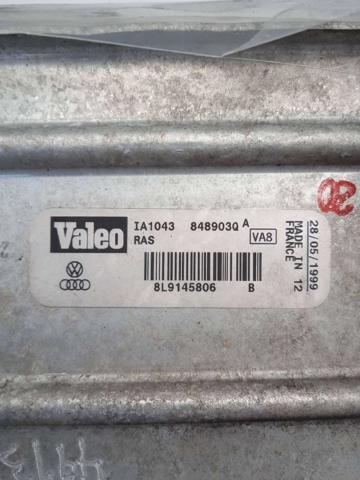 Valeo
IA1043 848903Q A
RAS VA8
8L9145806 B
28/05/1999
MADE IN 12
FRANCE